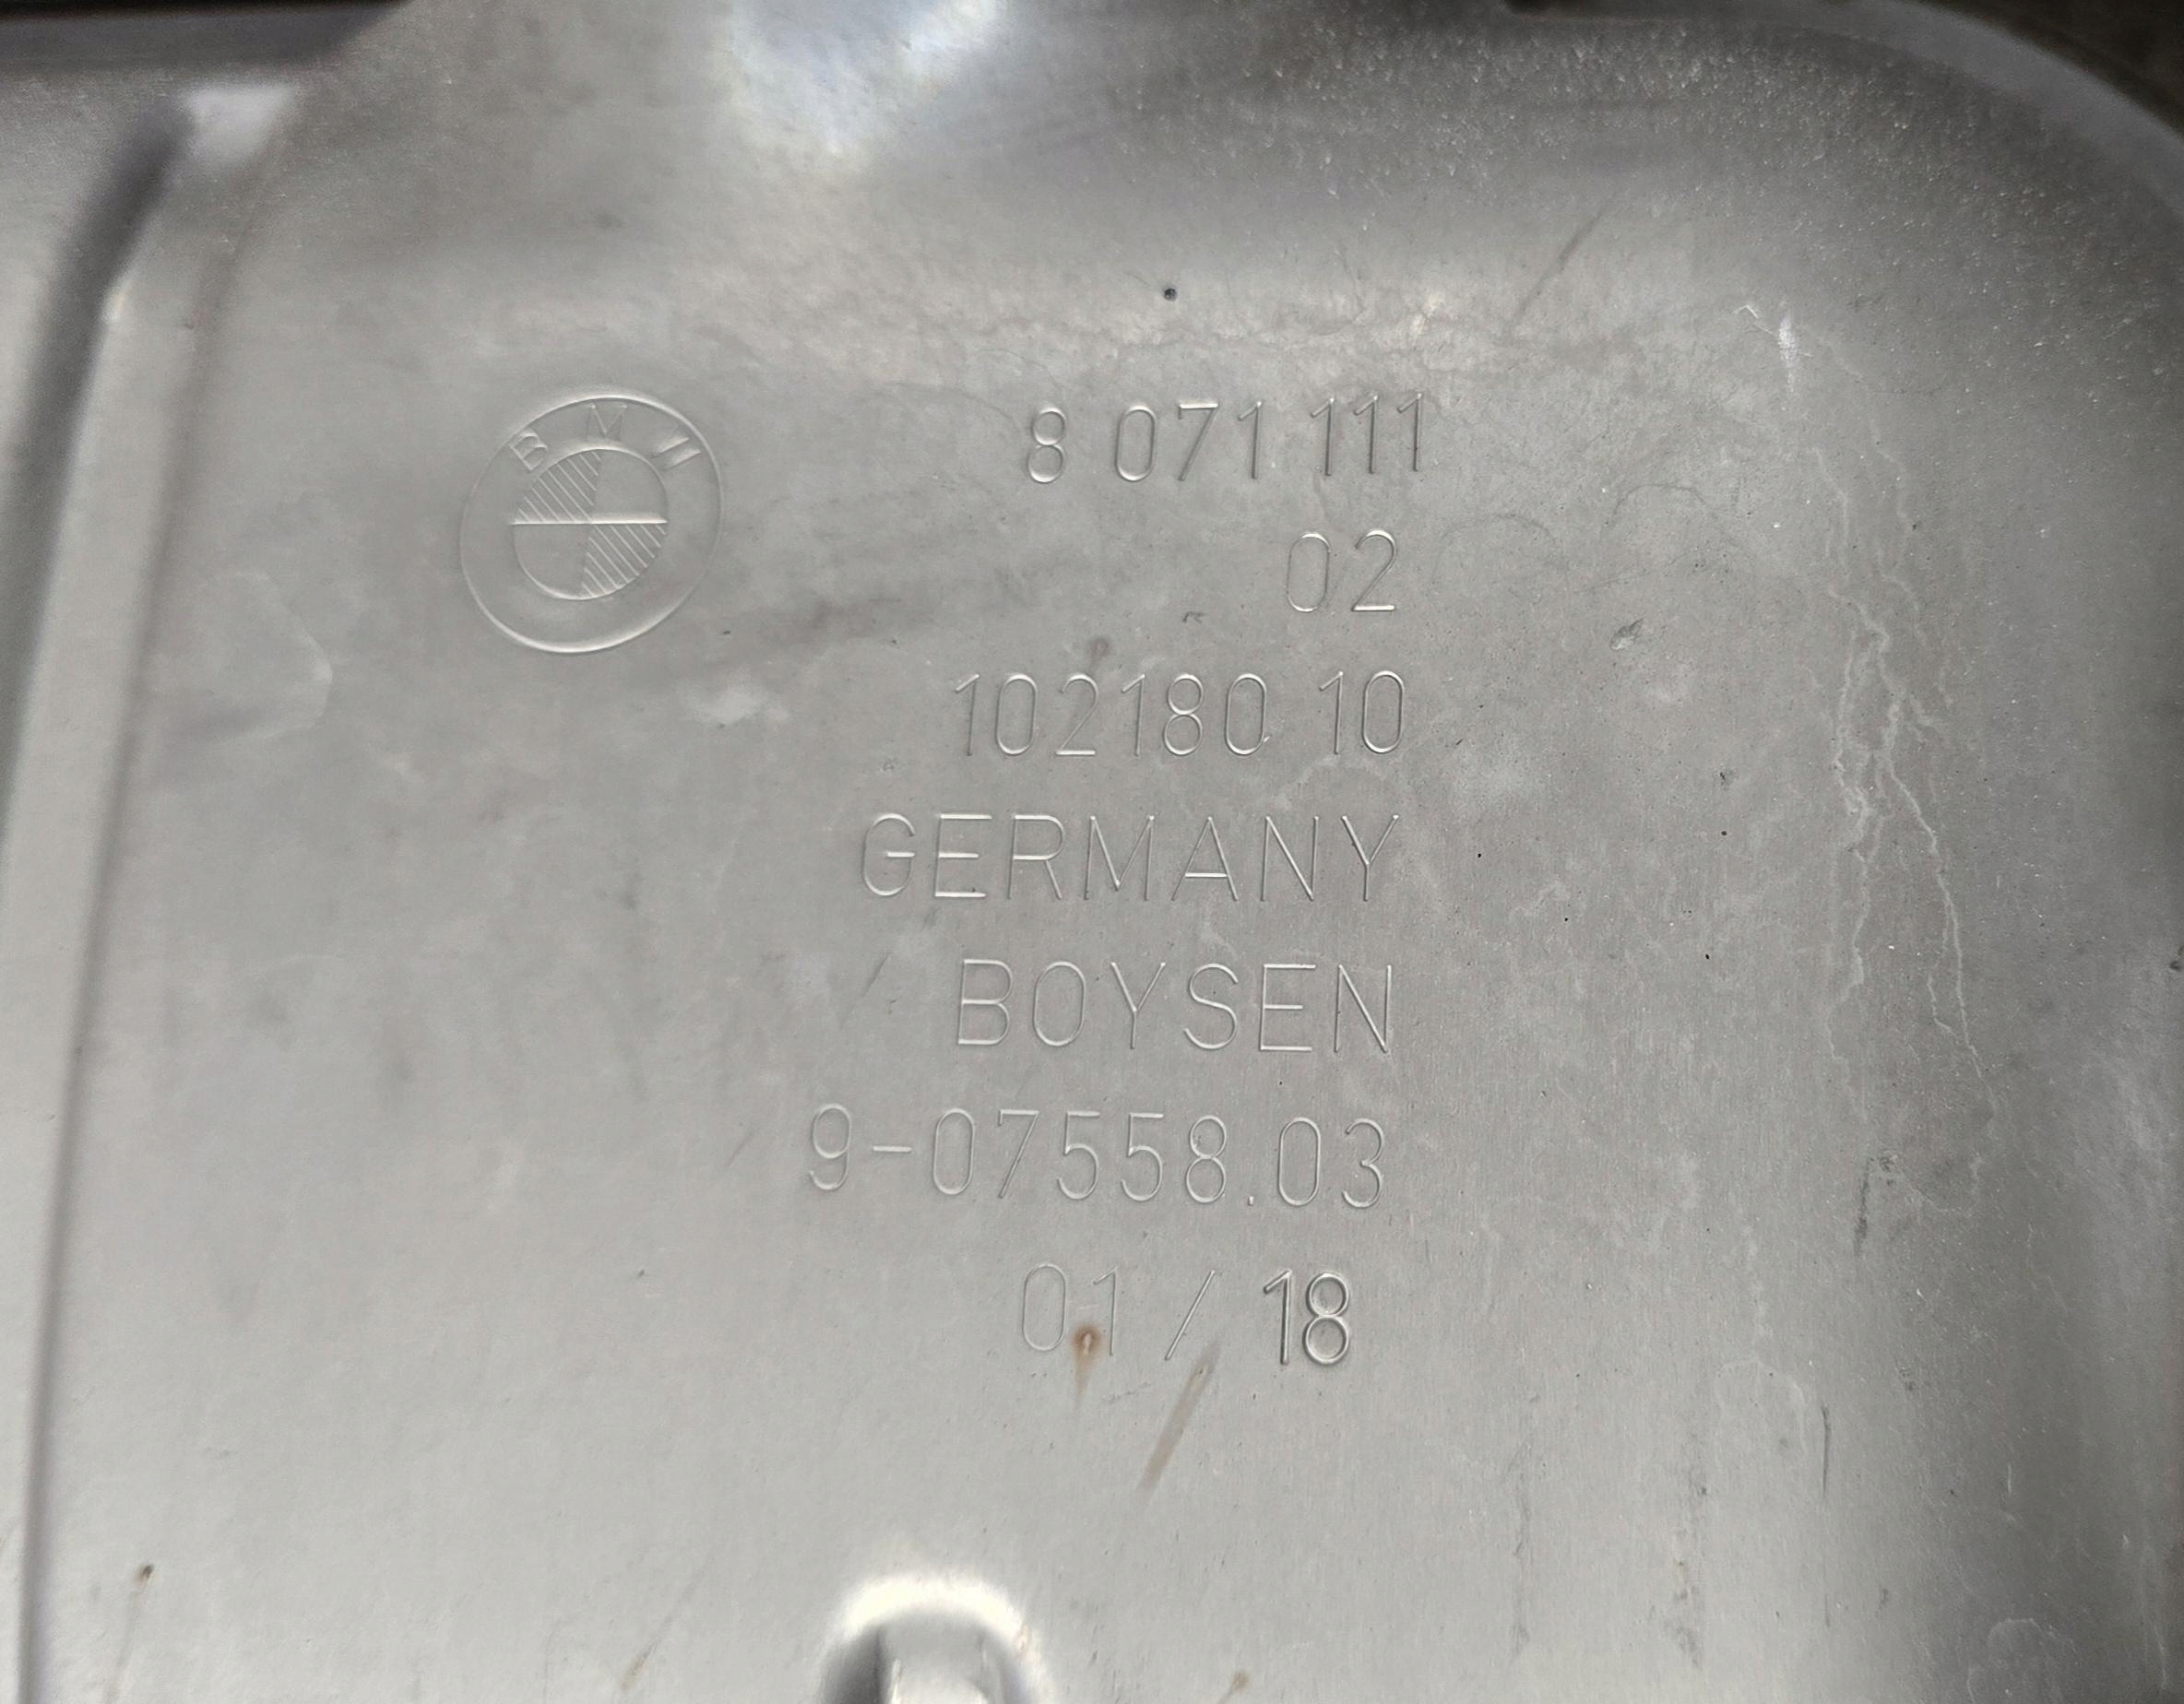 BMW
8 071 111
02
102180 10
GERMANY
BOYSEN
9-07558.03
01 / 18